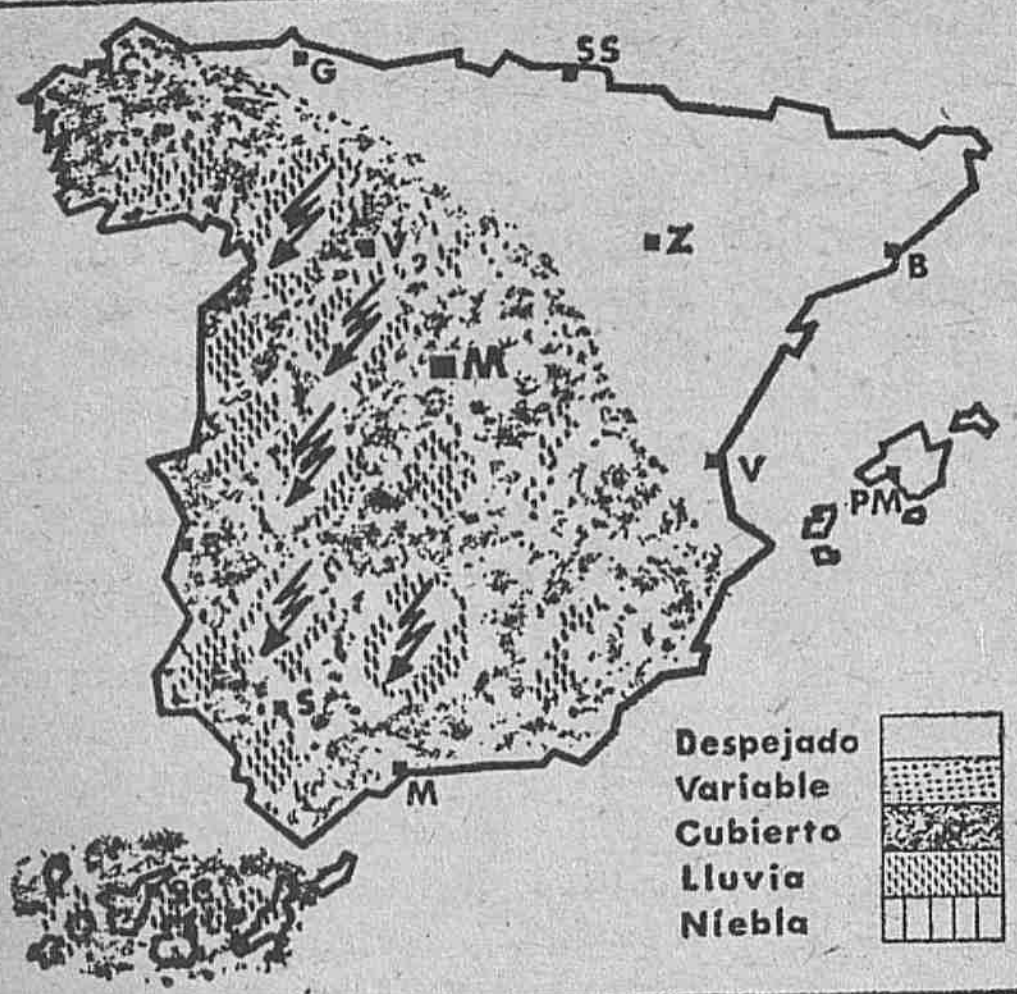 C
G
SS
V
Z
B
M
V
PM
S
M
Despejado
Variable
Cubierto
Lluvia
Niebla